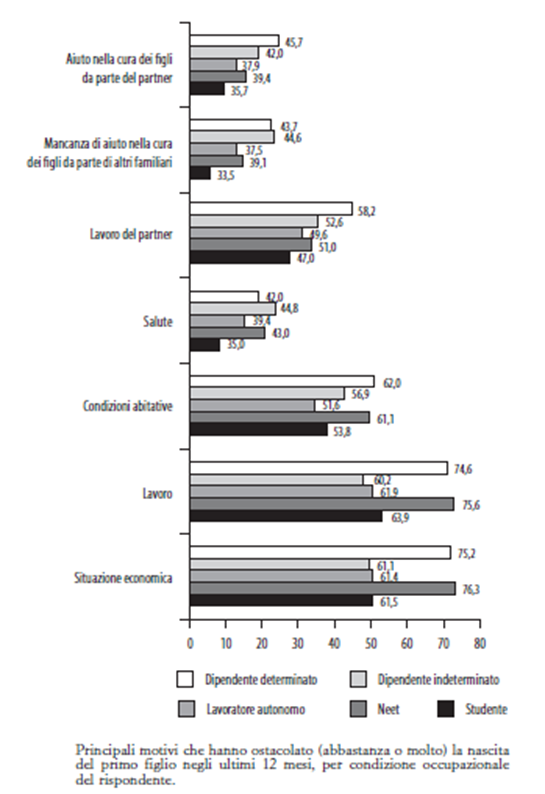 Aiuto nella cura dei figli
da parte del partner
45,7
42,0
37,9
39,4
35,7
Mancanza di aiuto nella cura
dei figli da parte di altri familiari
43,7
44,6
37,5
39,1
33,5
Lavoro del partner
58,2
52,6
49,6
51,0
47,0
Salute
42,0
44,8
39,4
43,0
35,0
Condizioni abitative
62,0
56,9
51,6
61,1
53,8
Lavoro
74,6
60,2
61,9
75,6
63,9
Situazione economica
75,2
61,1
61,4
76,3
61,5
0 10 20 30 40 50 60 70 80
Dipendente determinato Dipendente indeterminato
Lavoratore autonomo Neet Studente
Principali motivi che hanno ostacolato (abbastanza o molto) la nascita
del primo figlio negli ultimi 12 mesi, per condizione occupazionale
del rispondente.